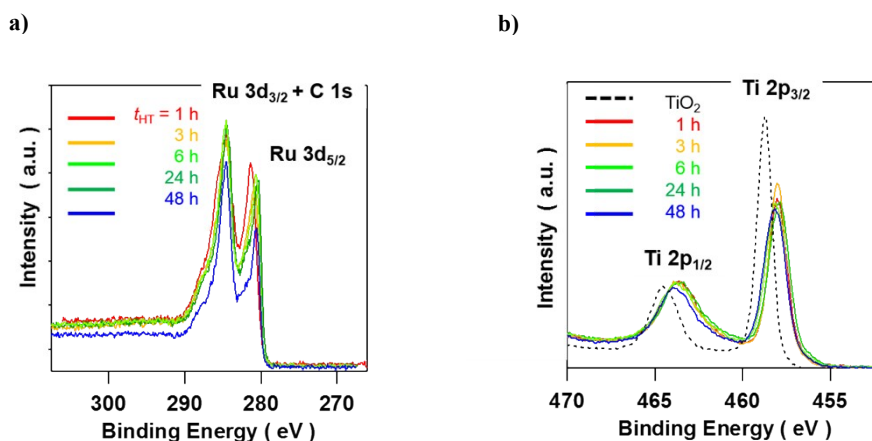 a)
Ru 3d3/2 + C 1s
tHT = 1 h
3 h
6 h
24 h
48 h
Ru 3d5/2
Intensity ( a.u. )
300 290 280 270
Binding Energy ( eV )
b)
Ti 2p3/2
TiO2
1 h
3 h
6 h
24 h
48 h
Ti 2p1/2
Intensity ( a.u. )
470 465 460 455
Binding Energy ( eV )